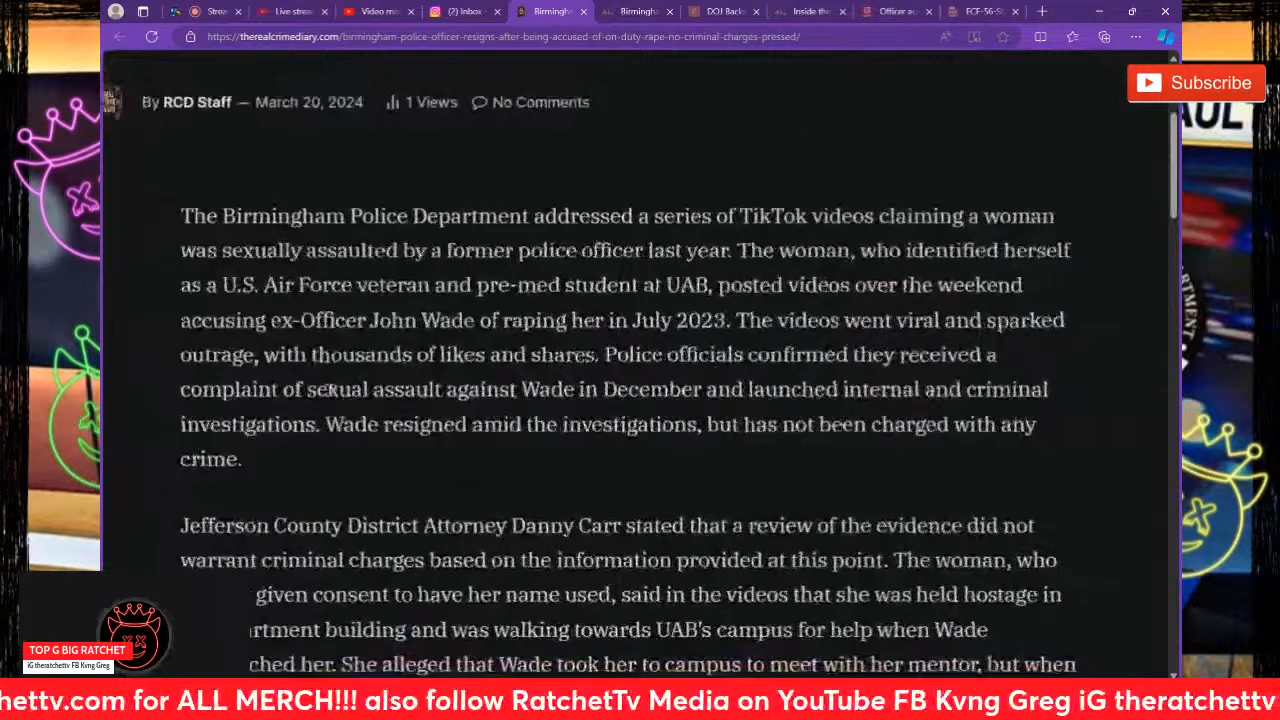 Strea
Live strea
Video mo
(2) Inbox
Birmingh
Birmingh
DOJ Bac
Inside the
Officer ac
ECF-56-S
https://therealcrimediary.com/birmingham-police-officer-resigns-after-being-accused-of-on-duty-rape-no-criminal-charges-pressed/
Subscribe
By RCD Staff — March 20, 2024 1 Views No Comments
The Birmingham Police Department addressed a series of TikTok videos claiming a woman
was sexually assaulted by a former police officer last year. The woman, who identified herself
as a U.S. Air Force veteran and pre-med student at UAB, posted videos over the weekend
accusing ex-Officer John Wade of raping her in July 2023. The videos went viral and sparked
outrage, with thousands of likes and shares. Police officials confirmed they received a
complaint of sexual assault against Wade in December and launched internal and criminal
investigations. Wade resigned amid the investigations, but has not been charged with any
crime.
Jefferson County District Attorney Danny Carr stated that a review of the evidence did not
warrant criminal charges based on the information provided at this point. The woman, who
given consent to have her name used, said in the videos that she was held hostage in
rtment building and was walking towards UAB's campus for help when Wade
ched her. She alleged that Wade took her to campus to meet with her mentor, but when
TOP G BIG RATCHET
iG theratchettv FB Kvng Greg
chettv.com for ALL MERCH!!! also follow RatchetTv Media on YouTube FB Kvng Greg iG theratchettv